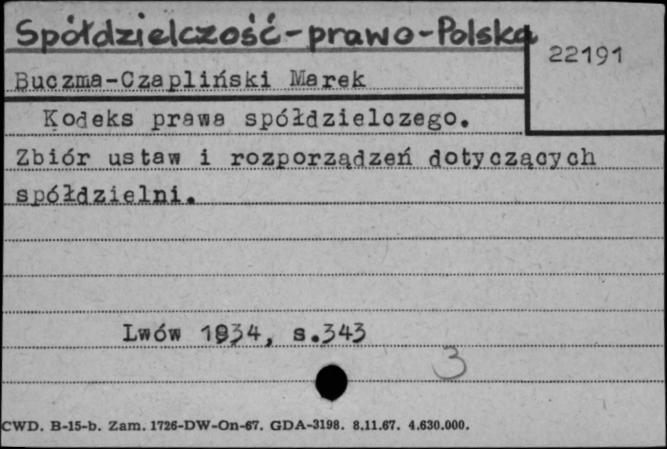 Spółdzielczość-prawo-Polska
22191
Buczma-Czapliński Marek
Kodeks prawa spółdzielczego.
Zbiór ustaw i rozporządzeń dotyczących
spółdzielni.
Lwów 1934, s.343
3
CWD. B-15-b. Zam. 1726-DW-On-67. GDA-3198. 8.11.67. 4.630.000.